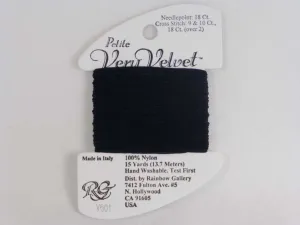 Needlepoint: 18 Ct.
Cross Stitch: 9 & 10 Ct.,
18 Ct. (over 2)
Petite
Very Velvet
Made in Italy
100% Nylon
15 Yards (13.7 Meters)
Hand Washable. Test First
Dist. by Rainbow Gallery
7412 Fulton Ave. #5
N. Hollywood
CA 91605
USA
RG
V501